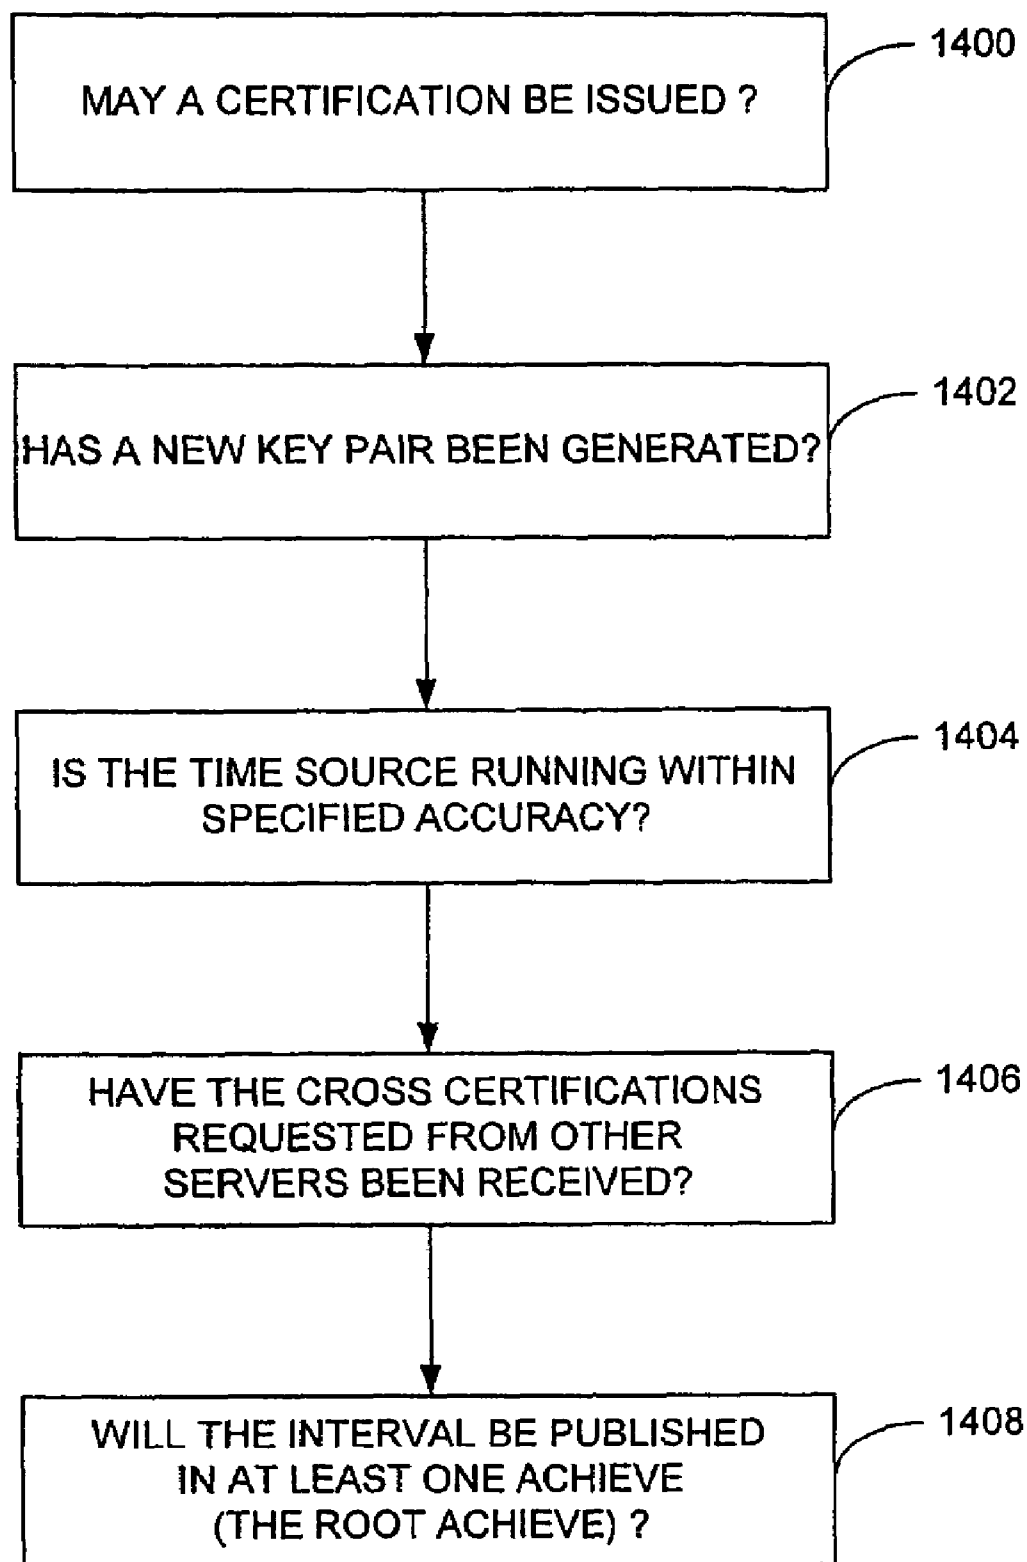 1400
MAY A CERTIFICATION BE ISSUED ?
1402
HAS A NEW KEY PAIR BEEN GENERATED?
1404
IS THE TIME SOURCE RUNNING WITHIN
SPECIFIED ACCURACY?
1406
HAVE THE CROSS CERTIFICATIONS
REQUESTED FROM OTHER
SERVERS BEEN RECEIVED?
1408
WILL THE INTERVAL BE PUBLISHED
IN AT LEAST ONE ACHIEVE
(THE ROOT ACHIEVE) ?